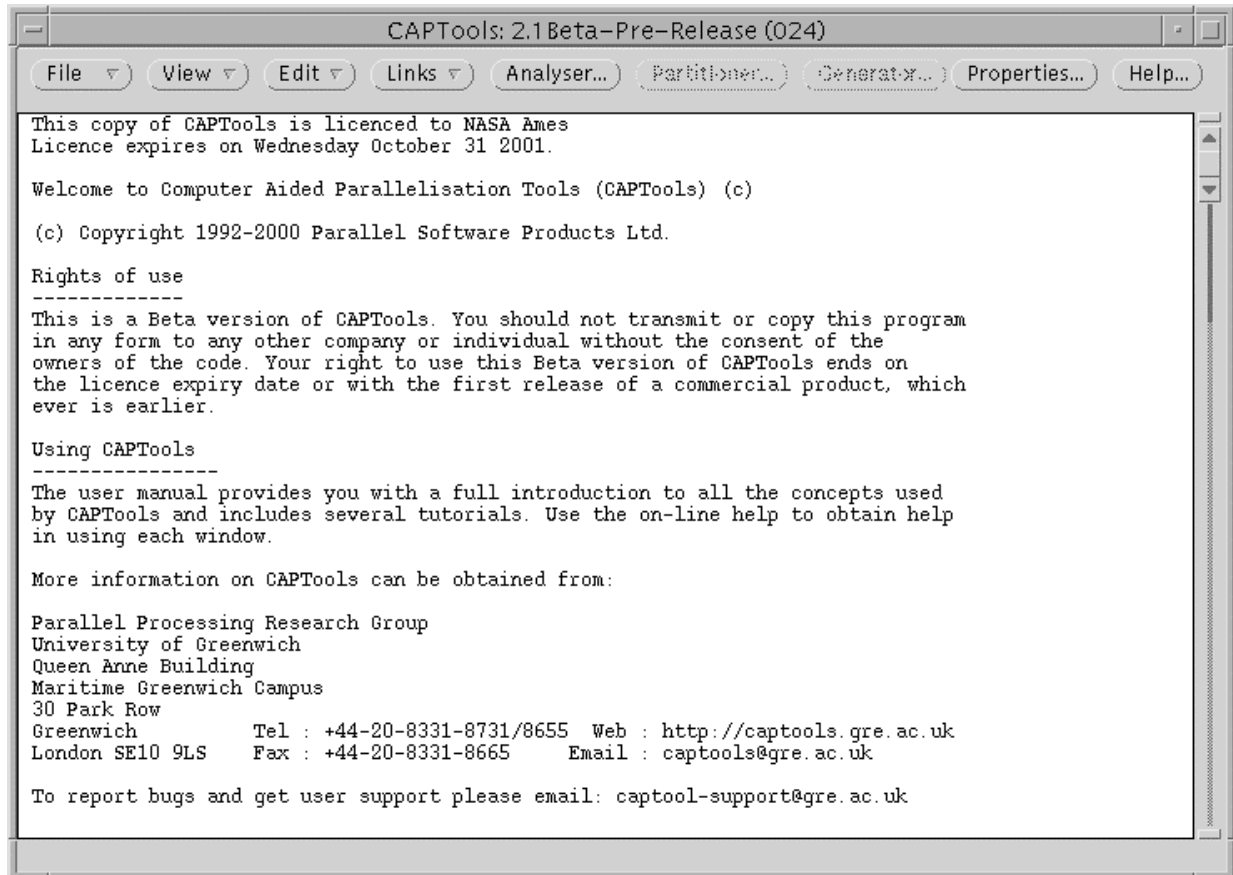 CAPTools: 2.1Beta-Pre-Release (024)
File View Edit Links Analyser... Partitioner... Generator... Properties... Help...
This copy of CAPTools is licenced to NASA Ames
Licence expires on Wednesday October 31 2001.
Welcome to Computer Aided Parallelisation Tools (CAPTools) (c)
(c) Copyright 1992-2000 Parallel Software Products Ltd.
Rights of use
-------------
This is a Beta version of CAPTools. You should not transmit or copy this program
in any form to any other company or individual without the consent of the
owners of the code. Your right to use this Beta version of CAPTools ends on
the licence expiry date or with the first release of a commercial product, which
ever is earlier.
Using CAPTools
----------------
The user manual provides you with a full introduction to all the concepts used
by CAPTools and includes several tutorials. Use the on-line help to obtain help
in using each window.
More information on CAPTools can be obtained from:
Parallel Processing Research Group
University of Greenwich
Queen Anne Building
Maritime Greenwich Campus
30 Park Row
Greenwich Tel : +44-20-8331-8731/8655 Web : http://captools.gre.ac.uk
London SE10 9LS Fax : +44-20-8331-8665 Email : captools@gre.ac.uk
To report bugs and get user support please email: captool-support@gre.ac.uk